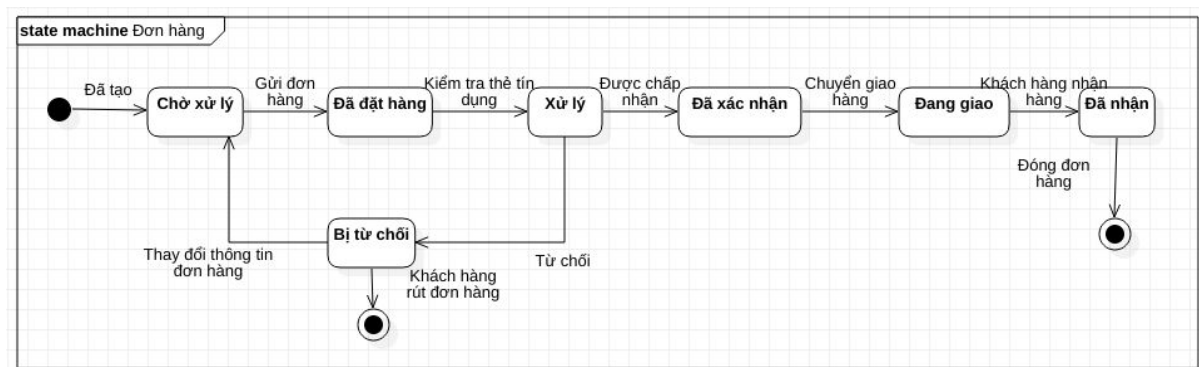 state machine Đơn hàng
Đã tạo
Chờ xử lý
Gửi đơn
hàng
Đã đặt hàng
Kiểm tra thẻ tín
dụng
Xử lý
Được chấp
nhận
Đã xác nhận
Chuyển giao
hàng
Đang giao
Khách hàng nhận
hàng
Đã nhận
Đóng đơn
hàng
Bị từ chối
Thay đổi thông tin
đơn hàng
Từ chối
Khách hàng
rút đơn hàng